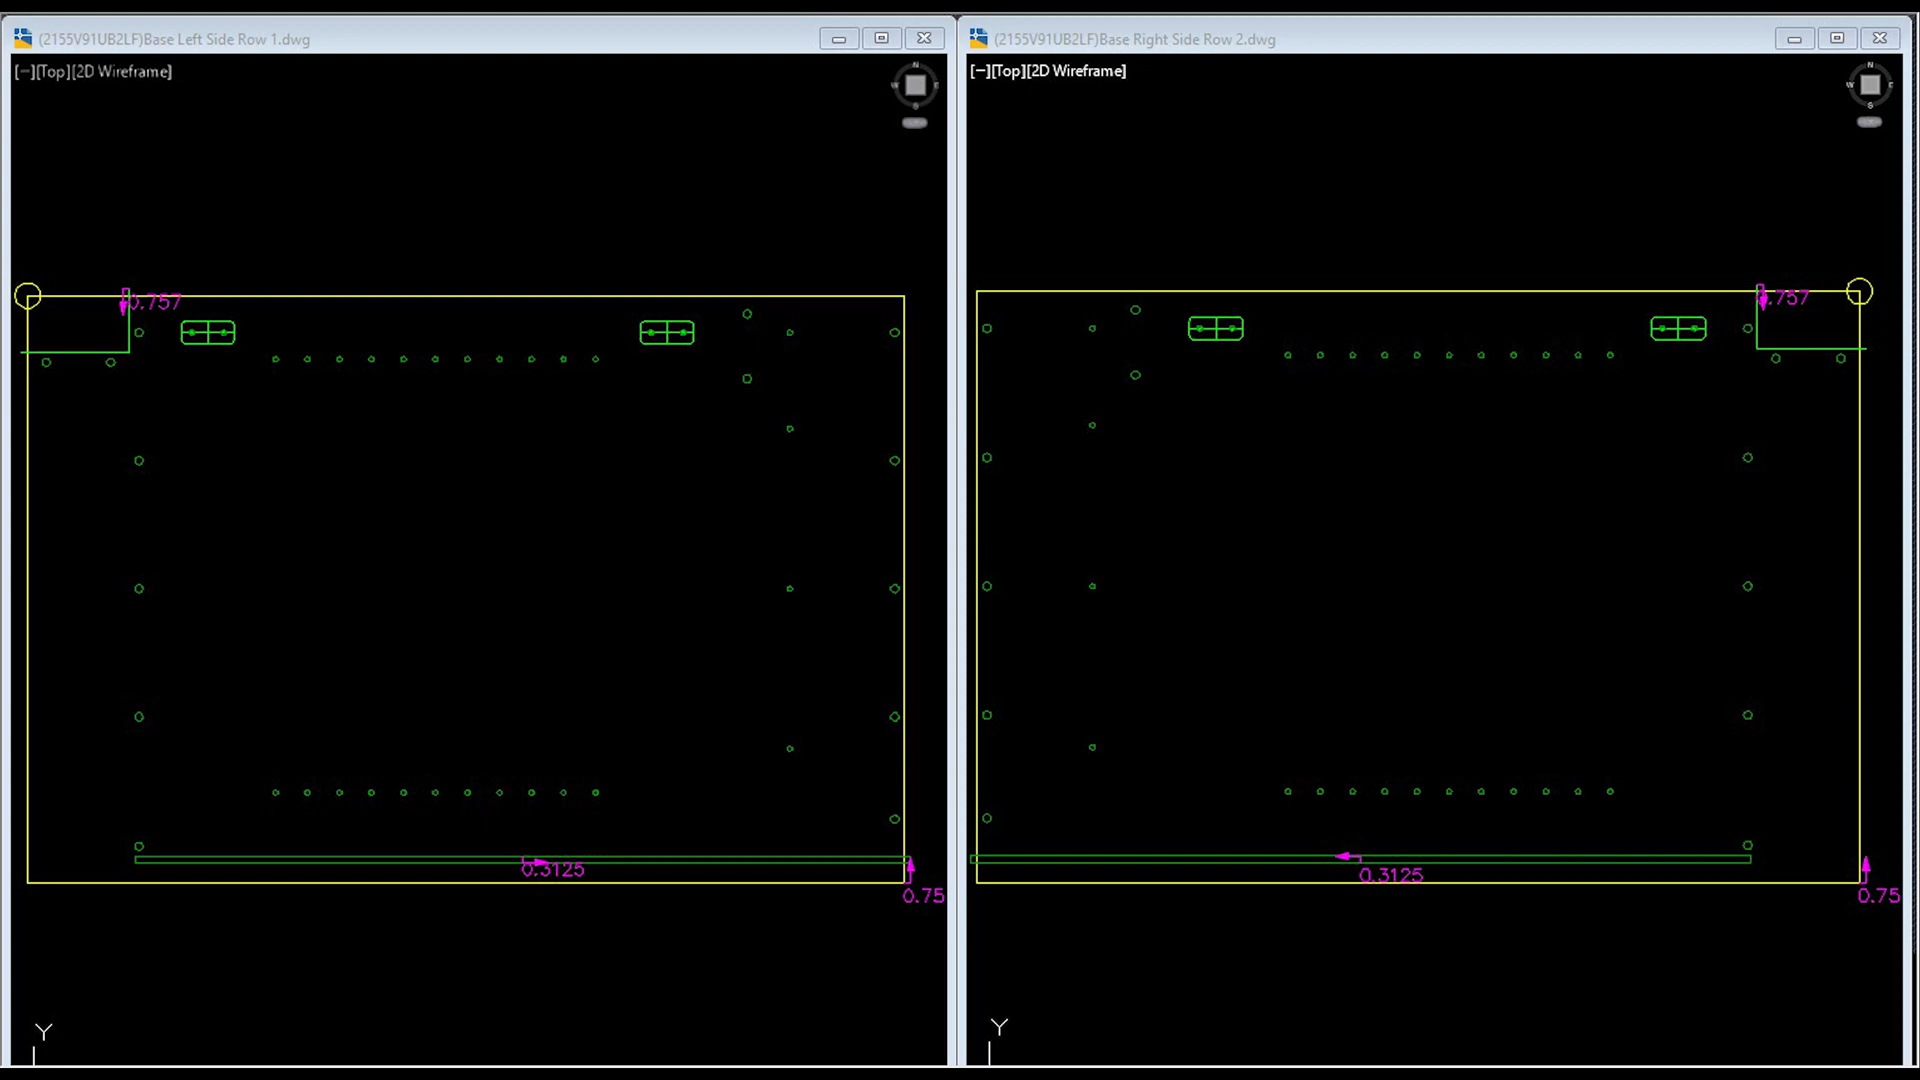 (2155V91UB2LF)Base Left Side Row 1.dwg
[−][Top][2D Wireframe]
N
W
E
S
0.757
0.3125
0.75
Y
(2155V91UB2LF)Base Right Side Row 2.dwg
[−][Top][2D Wireframe]
N
W
E
S
.757
0.3125
0.75
Y